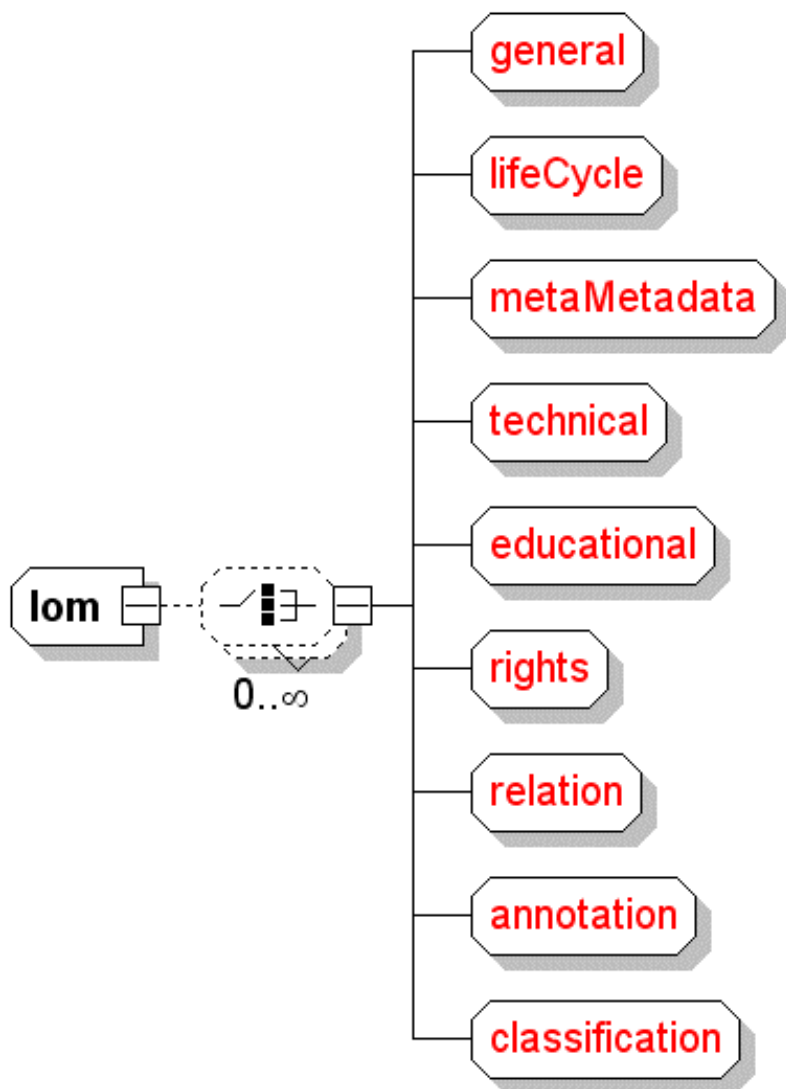 general
lifeCycle
metaMetadata
technical
educational
lom
0..∞
rights
relation
annotation
classification